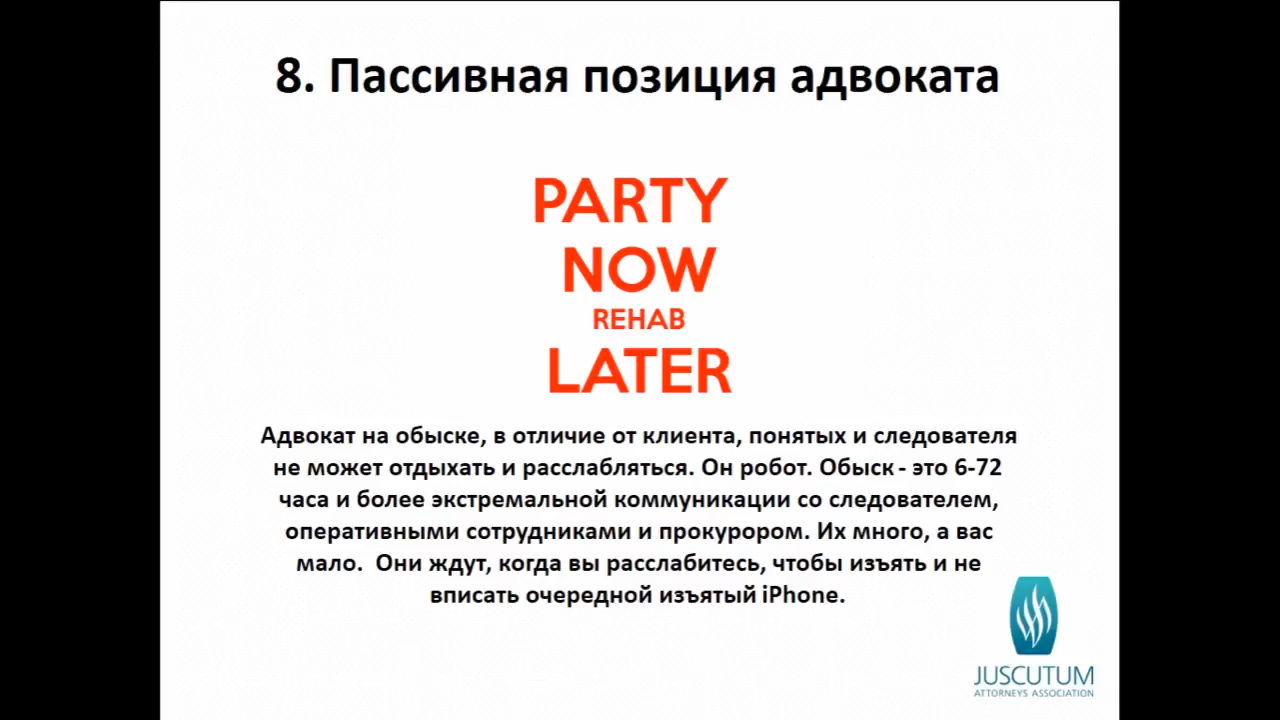 8. Пассивная позиция адвоката
PARTY
NOW
REHAB
LATER
Адвокат на обыске, в отличие от клиента, понятых и следователя
не может отдыхать и расслабляться. Он робот. Обыск - это 6-72
часа и более экстремальной коммуникации со следователем,
оперативными сотрудниками и прокурором. Их много, а вас
мало.  Они ждут, когда вы расслабитесь, чтобы изъять и не
вписать очередной изъятый iPhone.
JUSCUTUM
ATTORNEYS ASSOCIATION